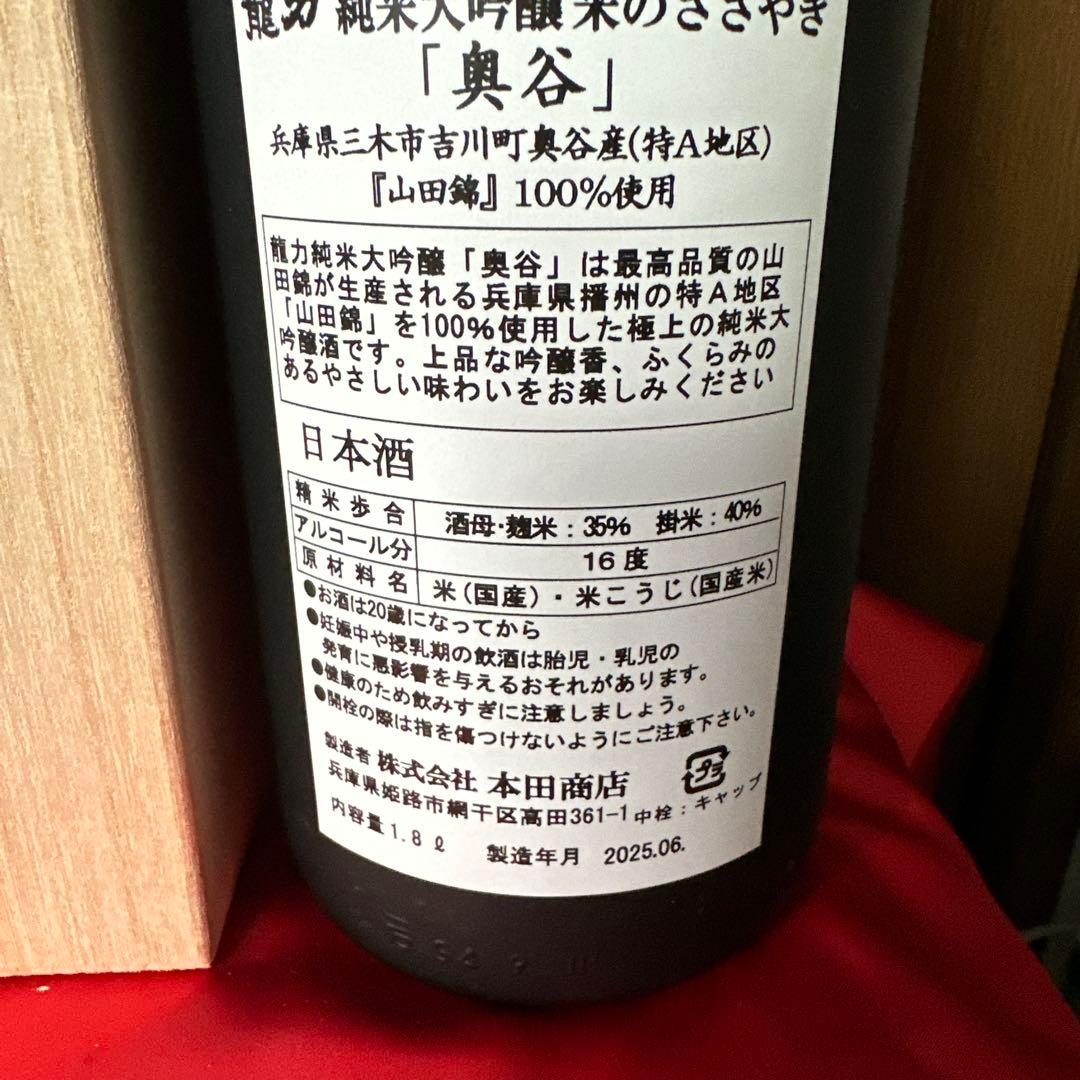 龍力 純米大吟醸 米のささやき
「奥谷」
兵庫県三木市吉川町奥谷産(特A地区)
『山田錦』100%使用
龍力純米大吟醸「奥谷」は最高品質の山
田錦が生産される兵庫県播州の特A地区
「山田錦」を100%使用した極上の純米大
吟醸酒です。上品な吟醸香、ふくらみの
あるやさしい味わいをお楽しみください
日本酒
精米歩合 酒母・麹米：35% 掛米：40%
アルコール分 16度
原材料名 米(国産)・米こうじ(国産米)
●お酒は20歳になってから
●妊娠中や授乳期の飲酒は胎児・乳児の
発育に悪影響を与えるおそれがあります。
●健康のため飲みすぎに注意しましょう。
●開栓の際は指を傷つけないようにご注意下さい。
製造者 株式会社 本田商店
プラ
兵庫県姫路市網干区高田361-1 中栓：キャップ
内容量1.8ℓ 製造年月 2025.06.